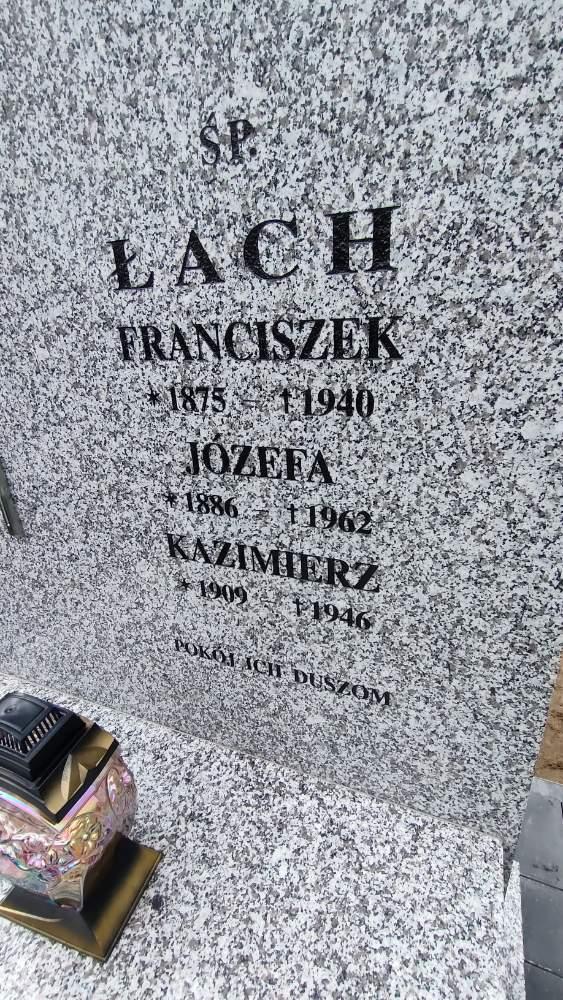 ŚP.
ŁACH
FRANCISZEK
*1875 – †1940
JÓZEFA
*1886 – †1962
KAZIMIERZ
*1909 – †1946
POKÓJ ICH DUSZOM